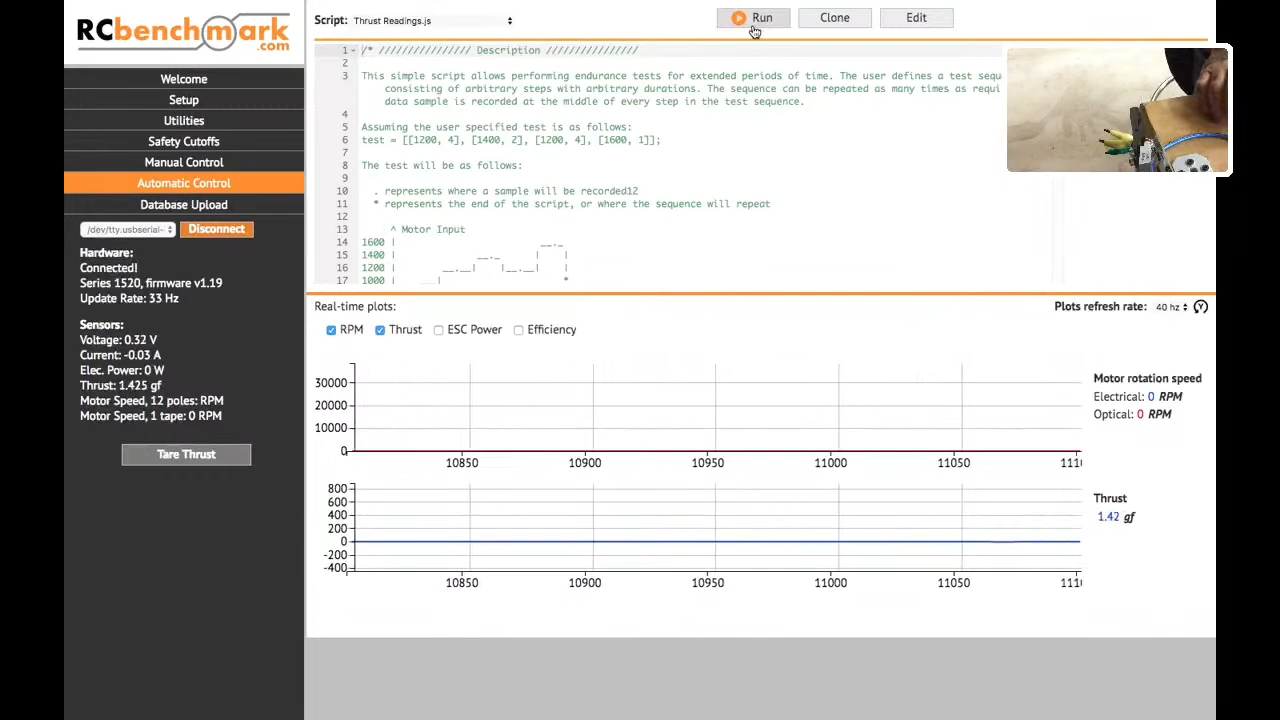 RCbenchmark
.com
Welcome
Setup
Utilities
Safety Cutoffs
Manual Control
Automatic Control
Database Upload
/dev/tty.usbserial- Disconnect
Hardware:
Connected!
Series 1520, firmware v1.19
Update Rate: 33 Hz
Sensors:
Voltage: 0.32 V
Current: -0.03 A
Elec. Power: 0 W
Thrust: 1.425 gf
Motor Speed, 12 poles: RPM
Motor Speed, 1 tape: 0 RPM
Tare Thrust
Script: Thrust Readings.js
Run Clone Edit
1 /* //////////////// Description ////////////////
2
3 This simple script allows performing endurance tests for extended periods of time. The user defines a test sequ
consisting of arbitrary steps with arbitrary durations. The sequence can be repeated as many times as requi
data sample is recorded at the middle of every step in the test sequence.
4
5 Assuming the user specified test is as follows:
6 test = [[1200, 4], [1400, 2], [1200, 4], [1600, 1]];
7
8 The test will be as follows:
9
10 . represents where a sample will be recorded12
11 * represents the end of the script, or where the sequence will repeat
12
13 ^ Motor Input
14 1600 | __._
15 1400 | __._ | |
16 1200 | __.__| |__.__| |
17 1000 | ___| *
Real-time plots:
Plots refresh rate: 40 hz
RPM Thrust ESC Power Efficiency
30000
20000
10000
0
10850 10900 10950 11000 11050 1110
Motor rotation speed
Electrical: 0 RPM
Optical: 0 RPM
800
600
400
200
0
-200
-400
10850 10900 10950 11000 11050 1110
Thrust
1.42 gf